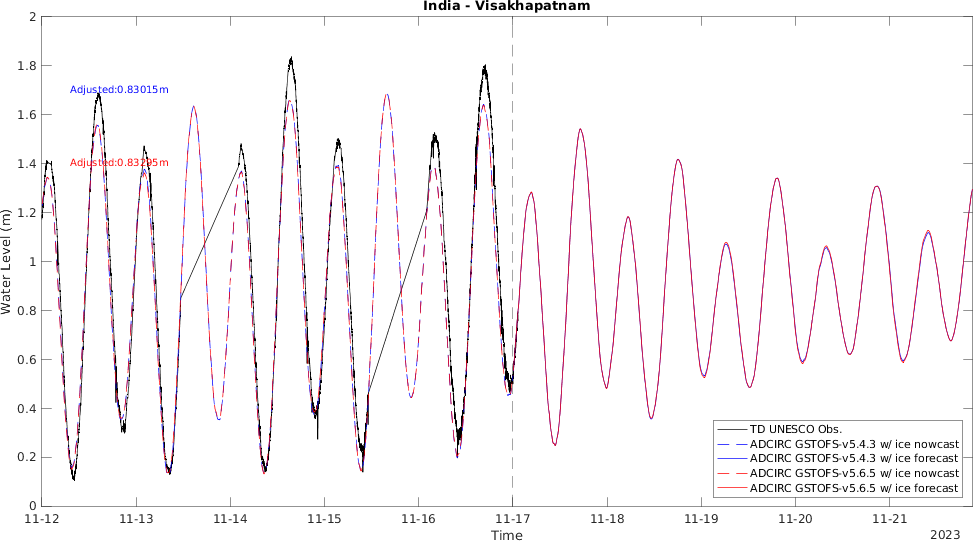 India - Visakhapatnam
2
1.8
1.6
1.4
1.2
1
0.8
0.6
0.4
0.2
0
Water Level (m)
Adjusted:0.83015m
Adjusted:0.83295m
TD UNESCO Obs.
ADCIRC GSTOFS-v5.4.3 w/ ice nowcast
ADCIRC GSTOFS-v5.4.3 w/ ice forecast
ADCIRC GSTOFS-v5.6.5 w/ ice nowcast
ADCIRC GSTOFS-v5.6.5 w/ ice forecast
11-12 11-13 11-14 11-15 11-16 11-17 11-18 11-19 11-20 11-21
Time
2023